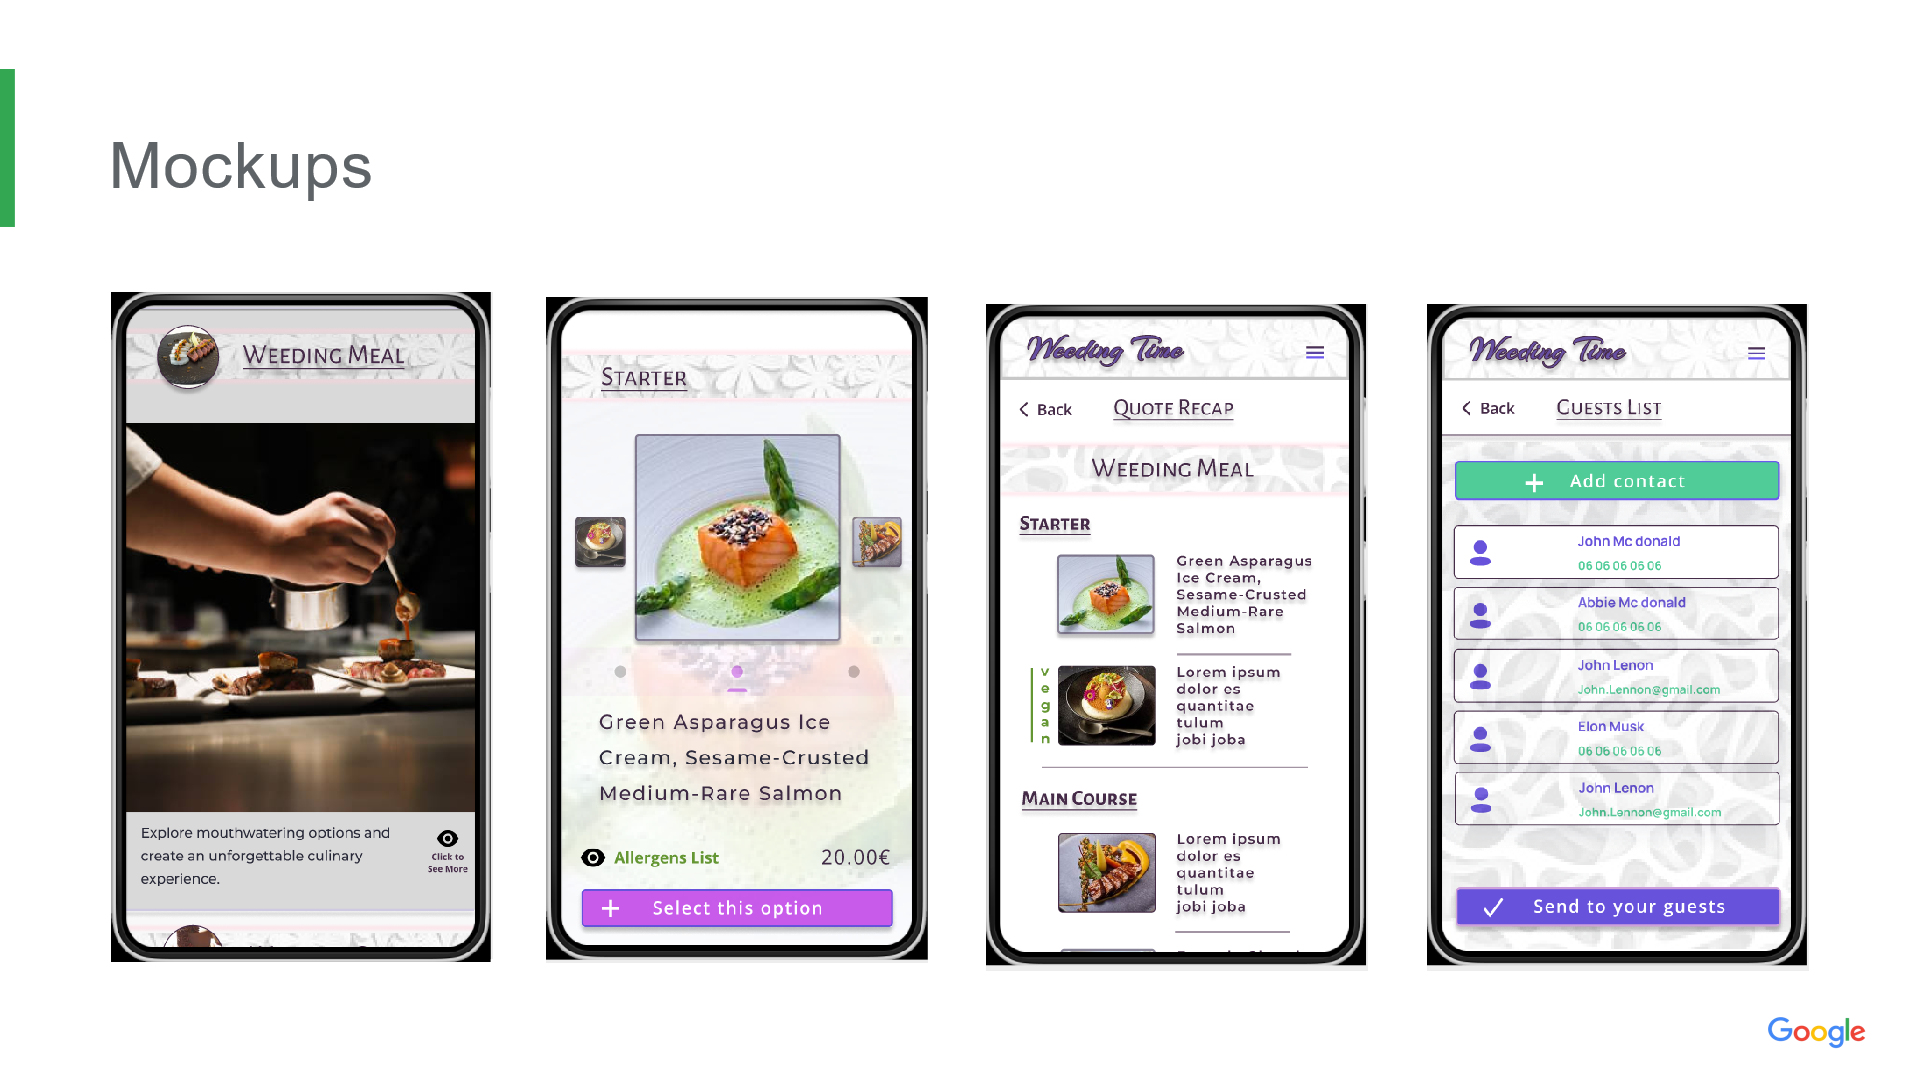 Mockups
Weeding Meal
Explore mouthwatering options and
create an unforgettable culinary
experience.
Click to
See More
Starter
Green Asparagus Ice
Cream, Sesame-Crusted
Medium-Rare Salmon
Allergens List
20.00€
Select this option
Weeding Time
Back
Quote Recap
Weeding Meal
Starter
Green Asparagus
Ice Cream,
Sesame-Crusted
Medium-Rare
Salmon
vegan
Lorem ipsum
dolor es
quantitae
tulum
jobi joba
Main Course
Lorem ipsum
dolor es
quantitae
tulum
jobi joba
Weeding Time
Back
Guests List
Add contact
John Mc donald
06 06 06 06 06
Abbie Mc donald
06 06 06 06 06
John Lenon
John.Lennon@gmail.com
Elon Musk
06 06 06 06 06
John Lenon
John.Lennon@gmail.com
Send to your guests
Google